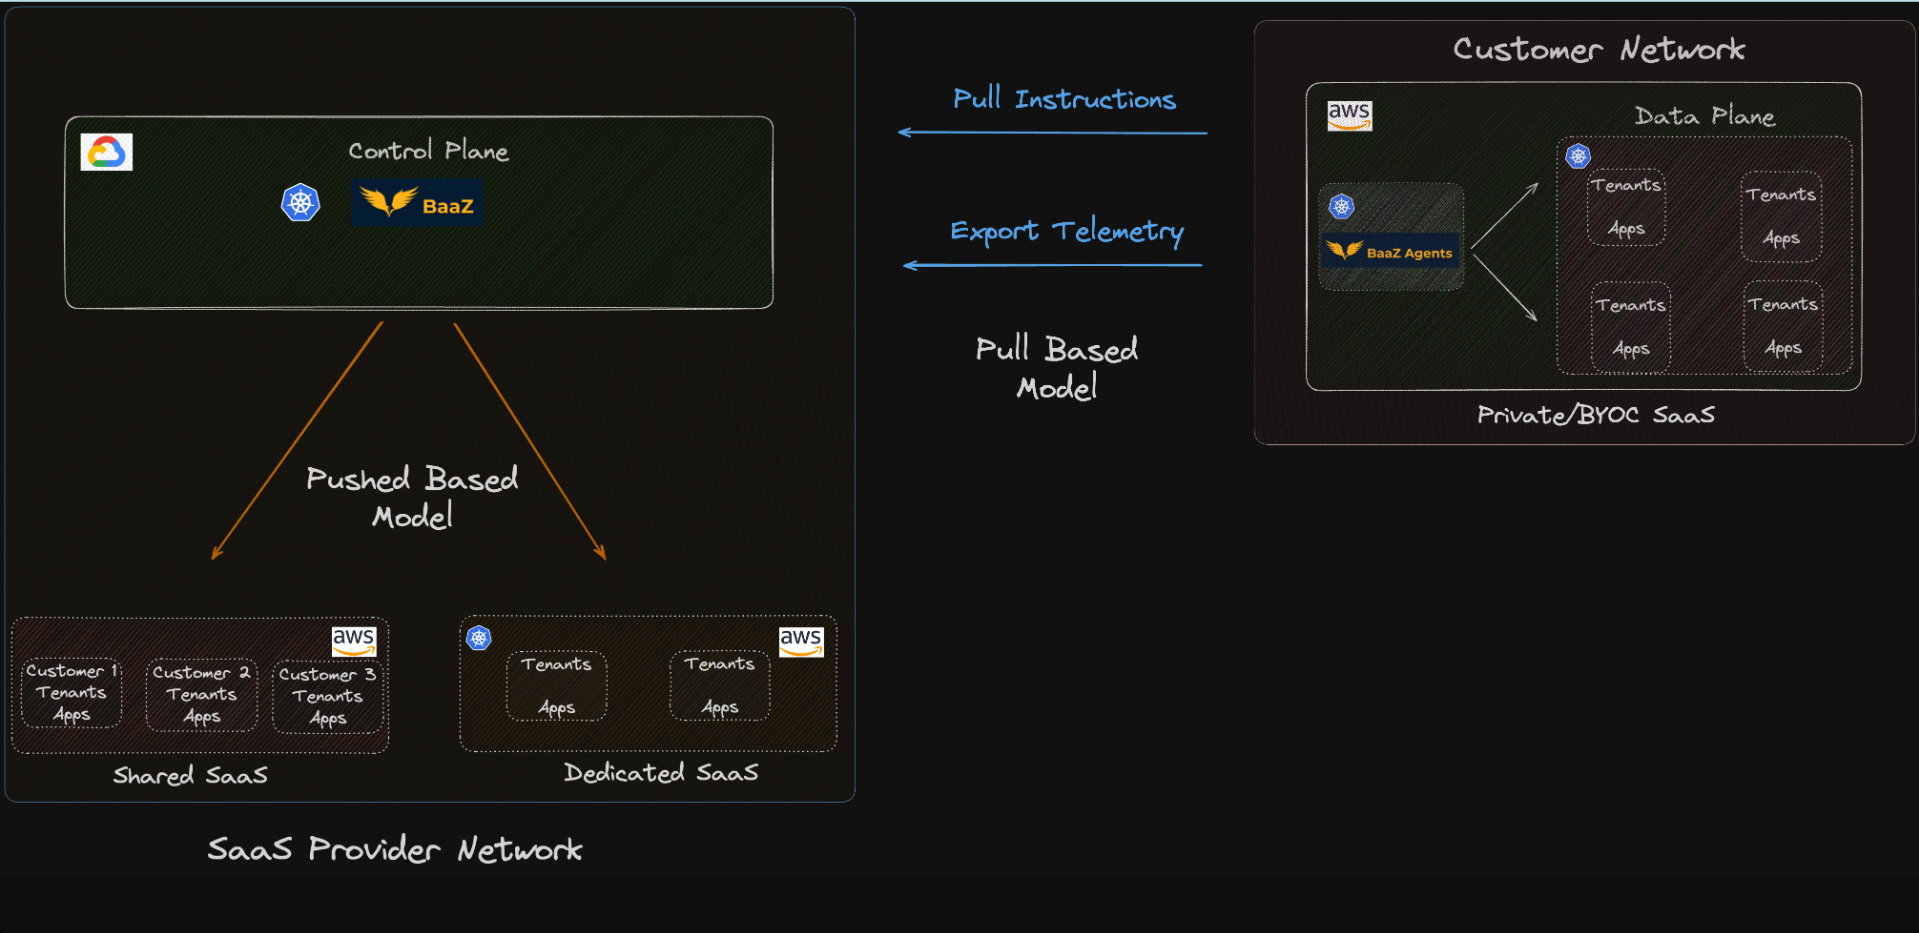 Control Plane
BaaZ
Pushed Based
Model
aws
Customer 1
Tenants
Apps
Customer 2
Tenants
Apps
Customer 3
Tenants
Apps
Shared SaaS
aws
Tenants
Apps
Tenants
Apps
Dedicated SaaS
SaaS Provider Network
Pull Instructions
Export Telemetry
Pull Based
Model
Customer Network
aws
Data Plane
BaaZ Agents
Tenants
Apps
Tenants
Apps
Tenants
Apps
Tenants
Apps
Private/BYOC SaaS